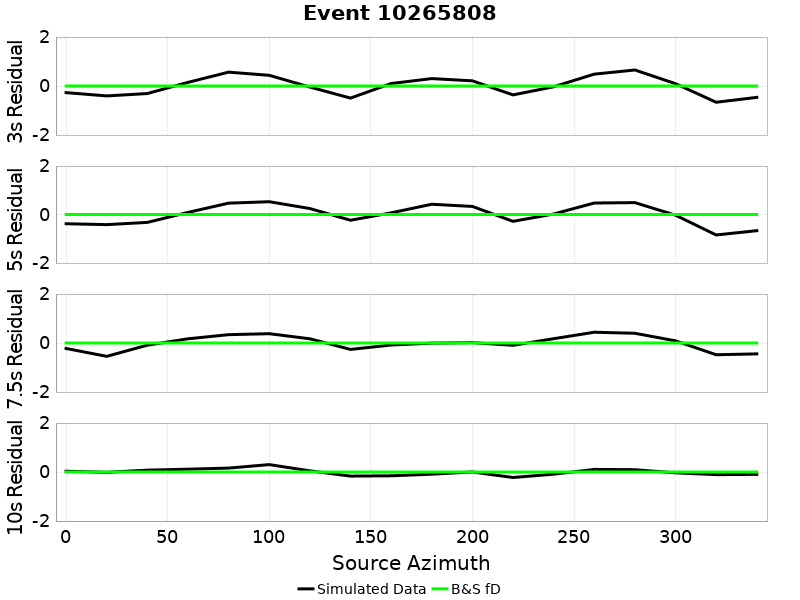 Event 10265808
3s Residual
2
0
-2
5s Residual
2
0
-2
7.5s Residual
2
0
-2
10s Residual
2
0
-2
0 50 100 150 200 250 300
Source Azimuth
Simulated Data B&S fD